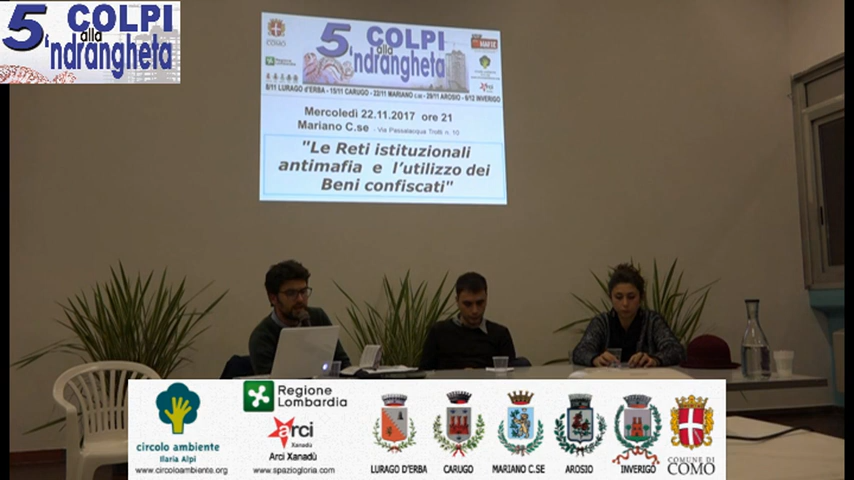 5 COLPI
alla
'ndrangheta
COMO
5 COLPI
alla
'ndrangheta
Regione
Lombardia
arci
8/11 LURAGO d'ERBA - 15/11 CARUGO - 22/11 MARIANO C.SE - 29/11 AROSIO - 6/12 INVERIGO
Mercoledì 22.11.2017 ore 21
Mariano C.se - Via Passalacqua Trotti n. 10
"Le Reti istituzionali
antimafia e l'utilizzo dei
Beni confiscati"
circolo ambiente
Ilaria Alpi
www.circoloambiente.org
Regione
Lombardia
arci
Xanadù
Arci Xanadù
www.spaziogloria.com
LURAGO D'ERBA
CARUGO
MARIANO C.SE
AROSIO
INVERIGO
COMUNE DI
COMO